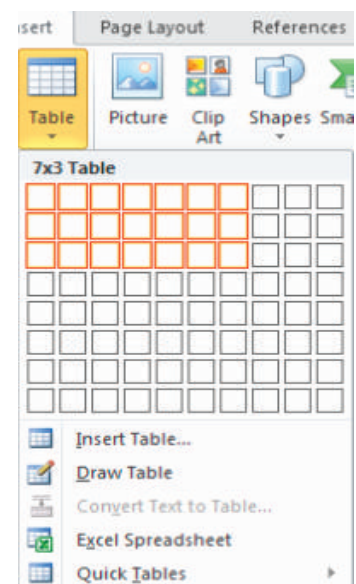 nsert Page Layout References
Table Picture Clip Art Shapes Sma
7x3 Table
Insert Table...
Draw Table
Convert Text to Table...
Excel Spreadsheet
Quick Tables